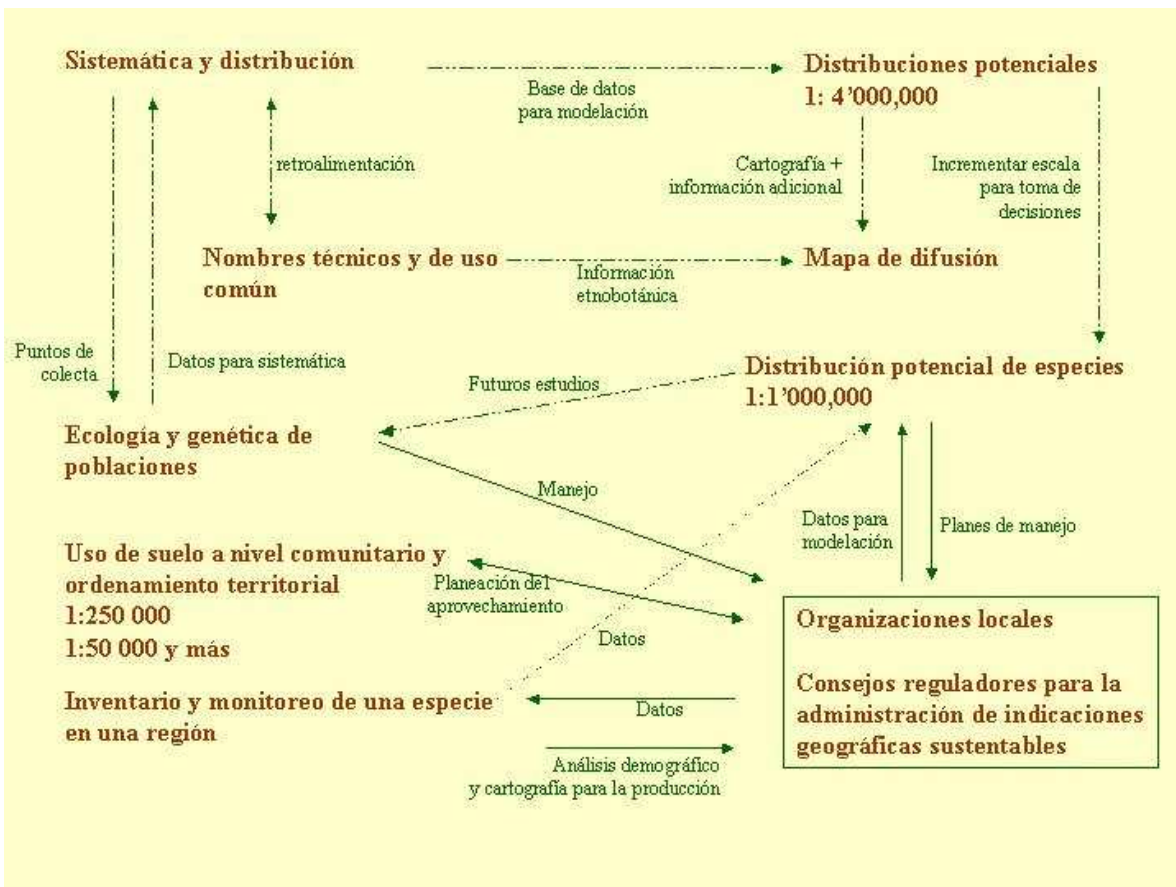 Sistemática y distribución
Distribuciones potenciales
1: 4’000,000
Base de datos
para modelación
retroalimentación
Cartografía +
información adicional
Incrementar escala
para toma de
decisiones
Nombres técnicos y de uso
común
Información
etnobotánica
Mapa de difusión
Puntos de
colecta
Datos para sistemática
Distribución potencial de especies
1:1’000,000
Futuros estudios
Ecología y genética de
poblaciones
Manejo
Datos para
modelación
Planes de manejo
Uso de suelo a nivel comunitario y
ordenamiento territorial
1:250 000
1:50 000 y más
Planeación del
aprovechamiento
Datos
Organizaciones locales
Consejos reguladores para la
administración de indicaciones
geográficas sustentables
Inventario y monitoreo de una especie
en una región
Datos
Análisis demográfico
y cartografía para la producción